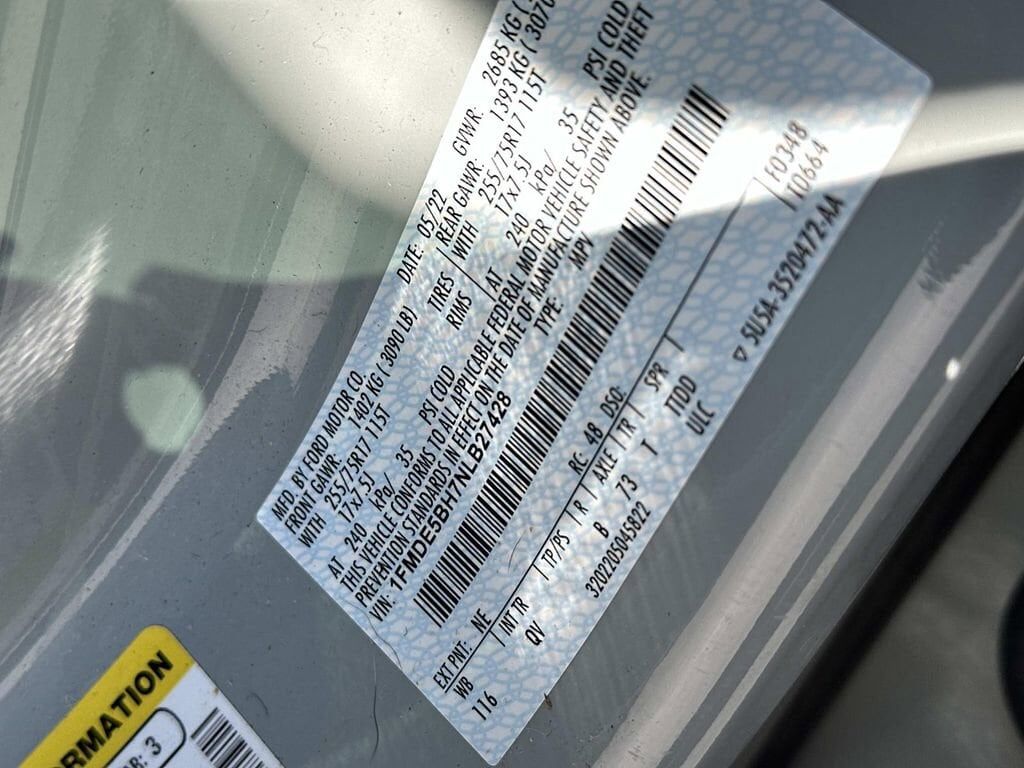 MFD. BY FORD MOTOR CO.
DATE: 05/22
GVWR: 2685 KG (
FRONT GAWR: 1402 KG ( 3090 LB)
REAR GAWR: 1393 KG ( 3070
WITH 255/75R17 115T
TIRES WITH 255/75R17 115T
17x7.5J
RIMS 17x7.5J
AT 240 kPa/ 35 PSI COLD
AT 240 kPa/ 35 PSI COLD
THIS VEHICLE CONFORMS TO ALL APPLICABLE FEDERAL MOTOR VEHICLE SAFETY AND THEFT
PREVENTION STANDARDS IN EFFECT ON THE DATE OF MANUFACTURE SHOWN ABOVE.
VIN: 1FMDE5BH7NLB27428
TYPE: MPV
F0348
T0664
EXT PNT: NE RC: 48 DSO:
WB INT TR TP/PS R AXLE TR SPR
116 QV B 73 T TTDD
3202205045822 ULC
▽ 5USA-3520472-AA
RMATION
AR: 3